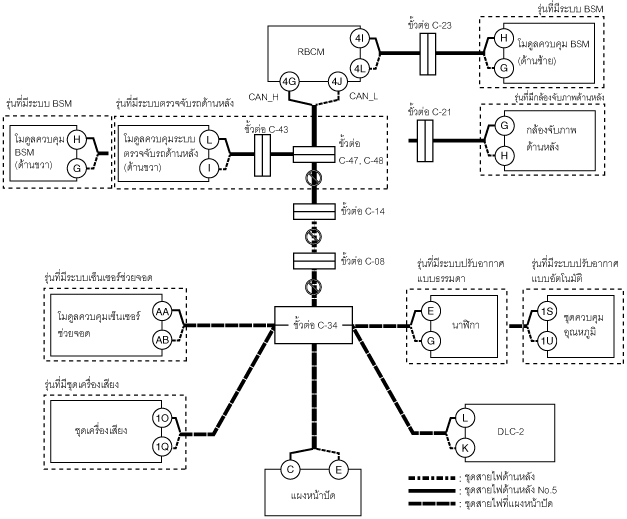 รุ่นที่มีระบบ BSM
ขั้วต่อ C-23
RBCM
4I
4L
4G
4J
CAN_H
CAN_L
H
G
โมดูลควบคุม BSM
(ด้านซ้าย)
รุ่นที่มีระบบ BSM
รุ่นที่มีระบบตรวจจับรถด้านหลัง
ขั้วต่อ C-21
รุ่นที่มีกล้องจับภาพด้านหลัง
โมดูลควบคุม
BSM
(ด้านขวา)
H
G
โมดูลควบคุมระบบ
ตรวจจับรถด้านหลัง
(ด้านขวา)
L
I
ขั้วต่อ C-43
ขั้วต่อ
C-47, C-48
G
H
กล้องจับภาพ
ด้านหลัง
ขั้วต่อ C-14
ขั้วต่อ C-08
รุ่นที่มีระบบเซ็นเซอร์ช่วยจอด
รุ่นที่มีระบบปรับอากาศ
แบบธรรมดา
รุ่นที่มีระบบปรับอากาศ
แบบอัตโนมัติ
โมดูลควบคุมเซ็นเซอร์
ช่วยจอด
AA
AB
ขั้วต่อ C-34
E
G
นาฬิกา
1S
1U
ชุดควบคุม
อุณหภูมิ
รุ่นที่มีชุดเครื่องเสียง
ชุดเครื่องเสียง
1O
1Q
L
K
DLC-2
C
E
แผงหน้าปัด
: ชุดสายไฟด้านหลัง
: ชุดสายไฟด้านหลัง No.5
: ชุดสายไฟที่แผงหน้าปัด